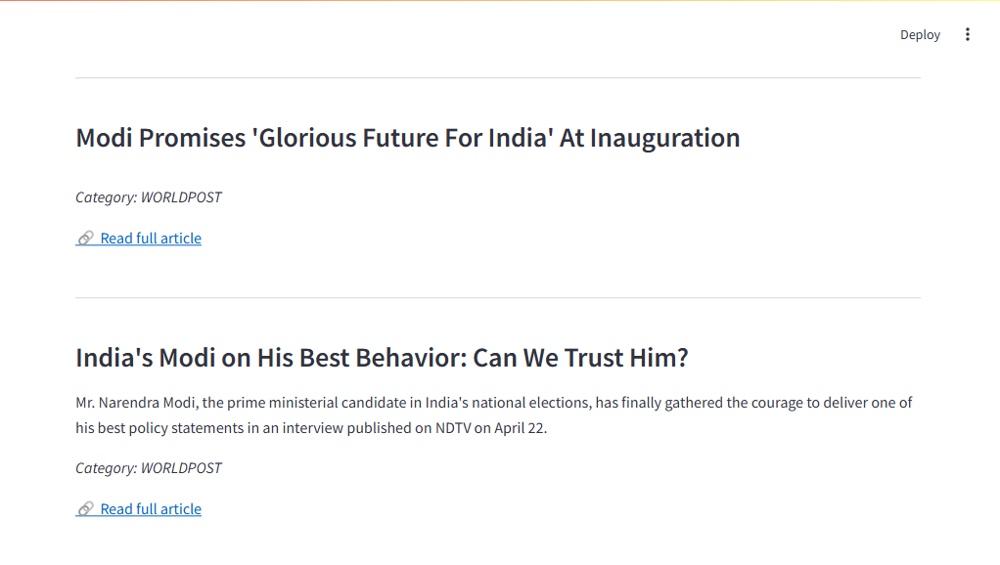 Deploy
Modi Promises 'Glorious Future For India' At Inauguration
Category: WORLDPOST
Read full article
India's Modi on His Best Behavior: Can We Trust Him?
Mr. Narendra Modi, the prime ministerial candidate in India's national elections, has finally gathered the courage to deliver one of
his best policy statements in an interview published on NDTV on April 22.
Category: WORLDPOST
Read full article